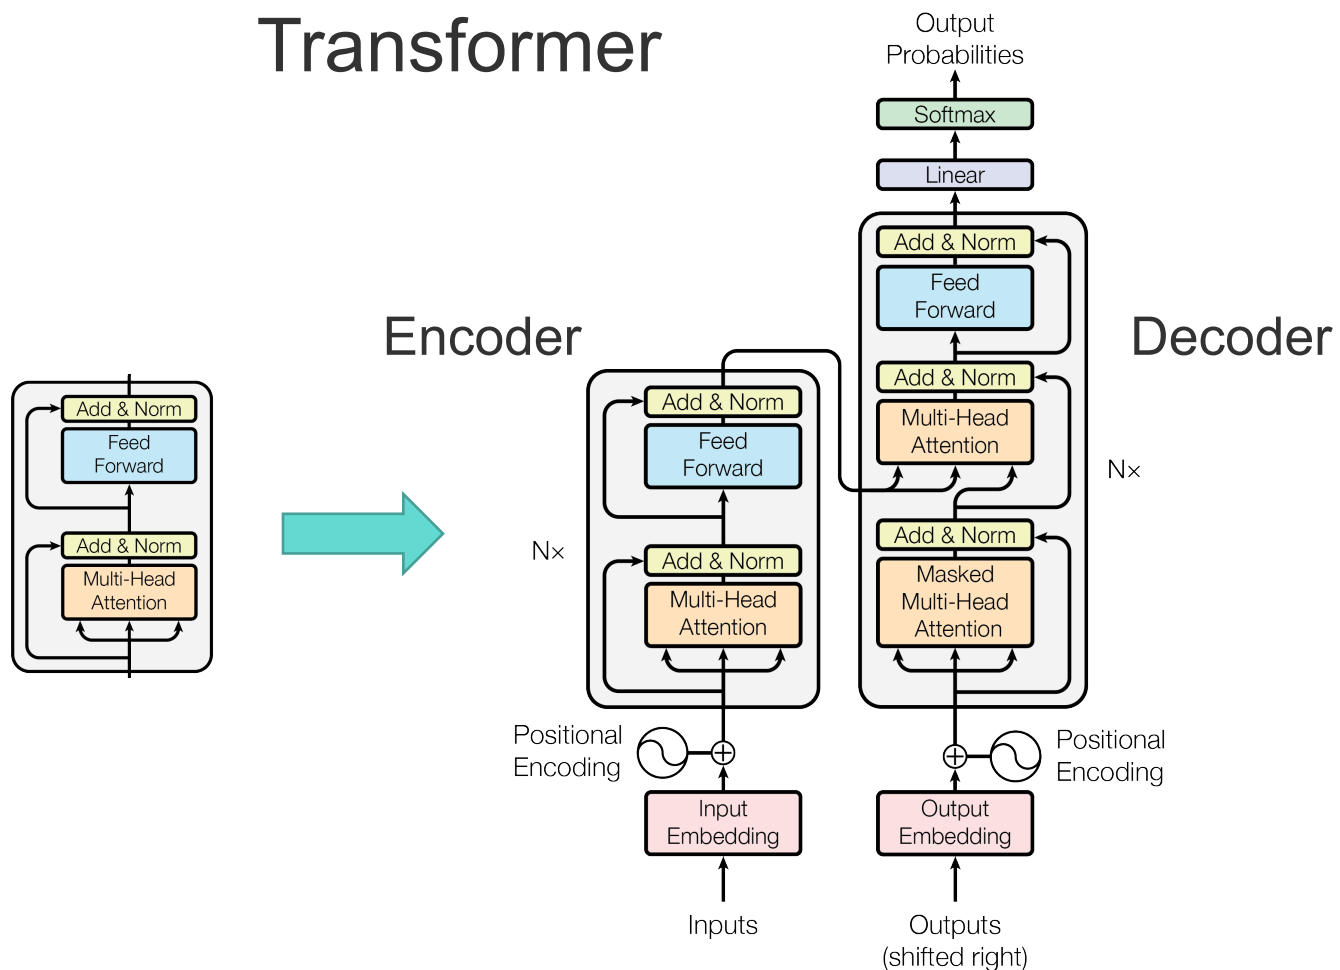 Transformer
Output
Probabilities
Softmax
Linear
Add & Norm
Feed
Forward
Add & Norm
Multi-Head
Attention
Add & Norm
Masked
Multi-Head
Attention
N×
Decoder
Encoder
Add & Norm
Feed
Forward
Add & Norm
Multi-Head
Attention
Nx
Add & Norm
Feed
Forward
Add & Norm
Multi-Head
Attention
Positional
Encoding
Positional
Encoding
Input
Embedding
Output
Embedding
Inputs
Outputs
(shifted right)